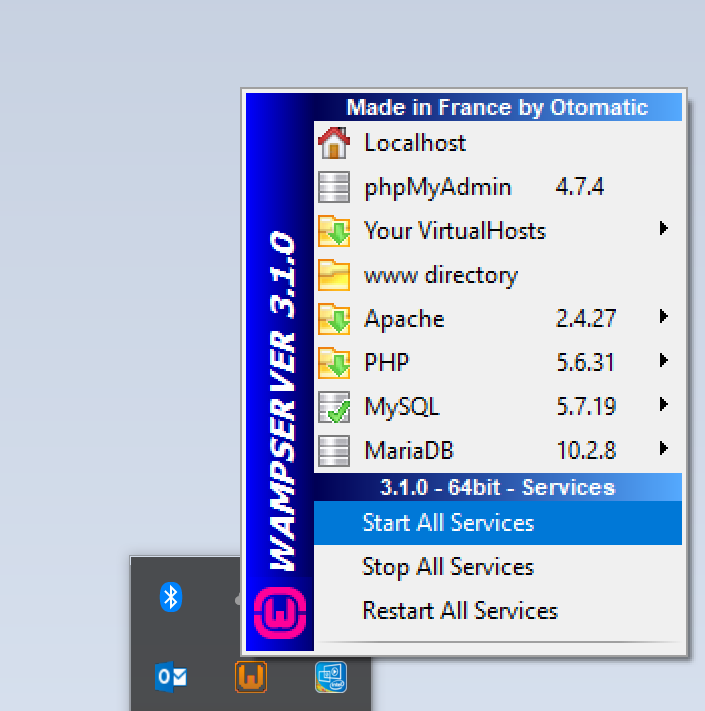 Made in France by Otomatic
Localhost
phpMyAdmin 4.7.4
Your VirtualHosts
www directory
Apache 2.4.27
PHP 5.6.31
MySQL 5.7.19
MariaDB 10.2.8
3.1.0 - 64bit - Services
Start All Services
Stop All Services
Restart All Services
WAMPSERVER 3.1.0